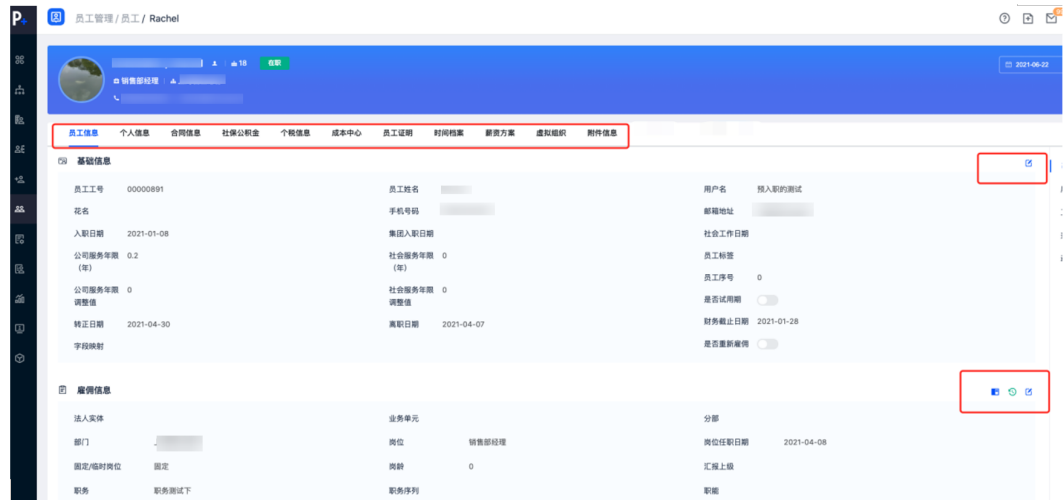 P
员工管理 / 员工 / Rachel
18 在职
销售部经理
2021-06-22
员工信息 个人信息 合同信息 社保公积金 个税信息 成本中心 员工证明 时间档案 薪资方案 虚拟组织 附件信息
基础信息
员工工号 00000891 员工姓名 用户名 预入职的测试
花名 手机号码 邮箱地址
入职日期 2021-01-08 集团入职日期 社会工作日期
公司服务年限（年） 0.2 社会服务年限（年） 0 员工标签
员工序号 0
公司服务年限调整值 0 社会服务年限调整值 0 是否试用期
转正日期 2021-04-30 离职日期 2021-04-07 财务截止日期 2021-01-28
字段映射 是否重新雇佣
雇佣信息
法人实体 业务单元 分部
部门 岗位 销售部经理 岗位任职日期 2021-04-08
固定/临时岗位 固定 岗龄 0 汇报上级
职务 职务测试下 职务序列 职能